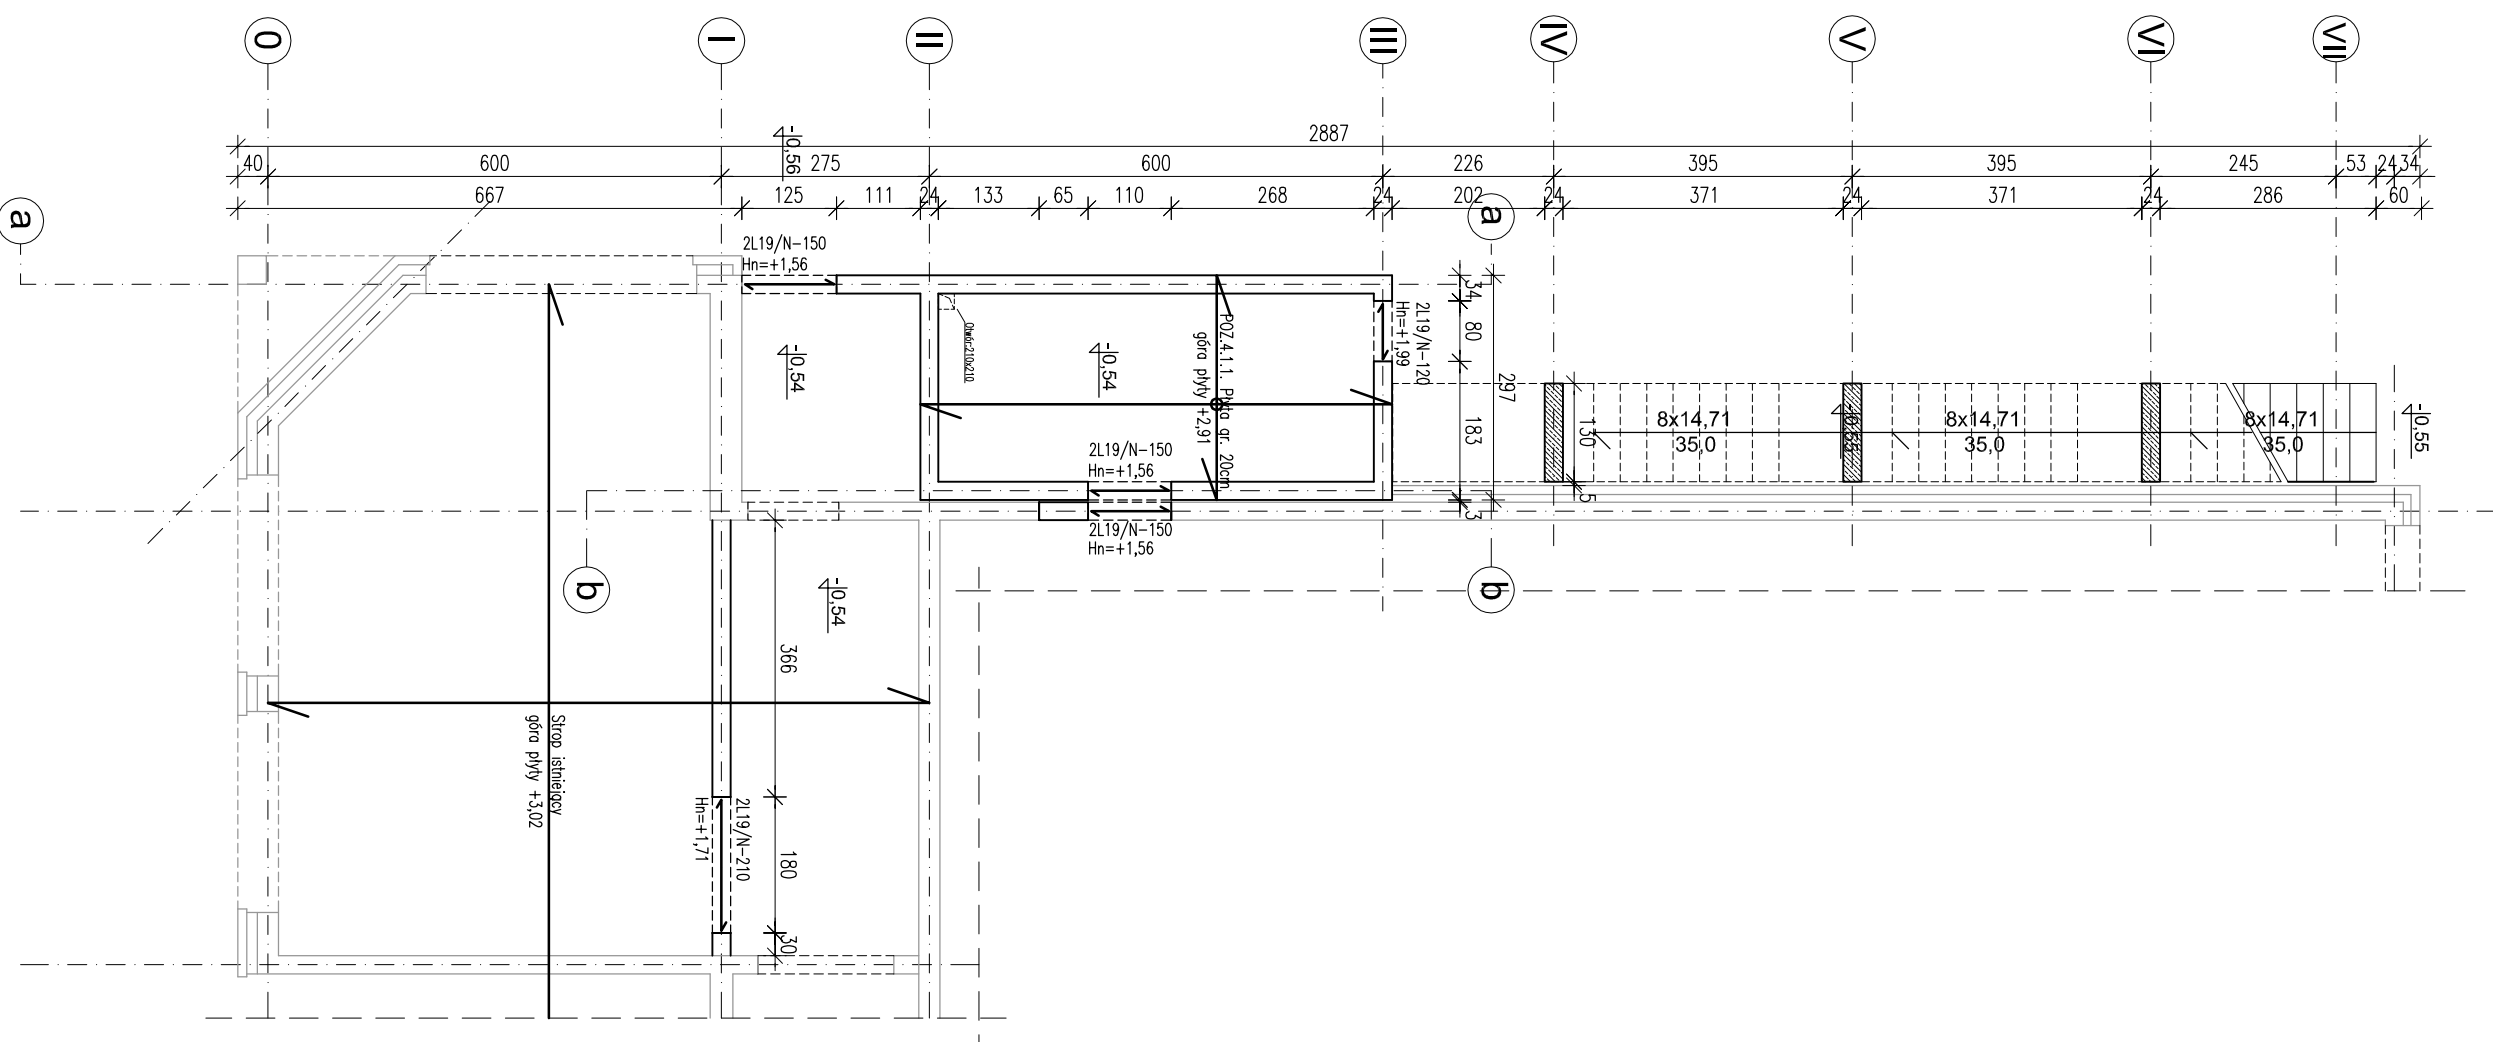 0
I
II
III
IV
V
VI
VII
2887
-0,56
40
600
275
600
226
395
395
245
53
24
34
667
125
111
24
133
65
110
268
24
202
24
371
24
371
24
286
60
a
a
2L19/N-150
Hn=+1,56
34
80
183
3
297
2L19/N-120
Hn=+1,99
Otwór:210x210
-0,54
-0,54
POZ.4.1.1. Płyta gr. 20cm
góra płyty +2,91
130
5
8x14,71
35,0
-0,55
8x14,71
35,0
8x14,71
35,0
-0,55
2L19/N-150
Hn=+1,56
2L19/N-150
Hn=+1,56
b
b
-0,54
366
180
30
Strop istniejący
góra płyty +3,02
2L19/N-210
Hn=+1,71